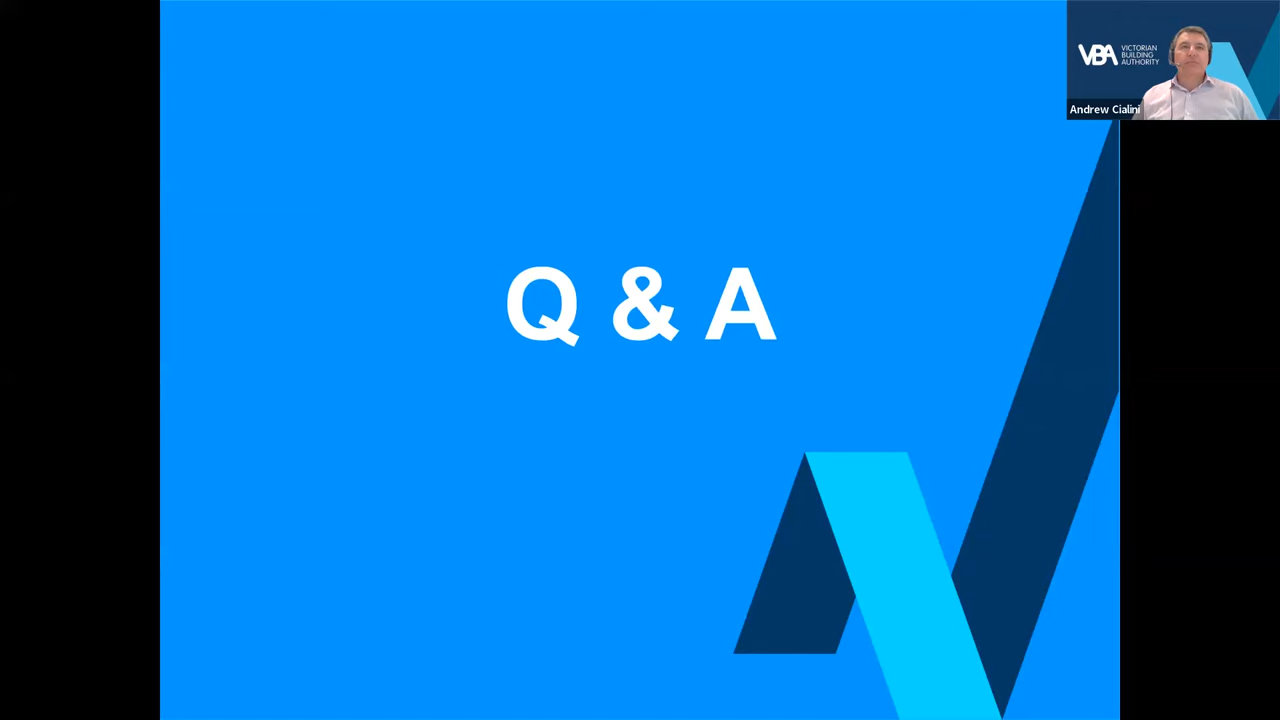 Q & A
VBA
VICTORIAN
BUILDING
AUTHORITY
Andrew Cialini